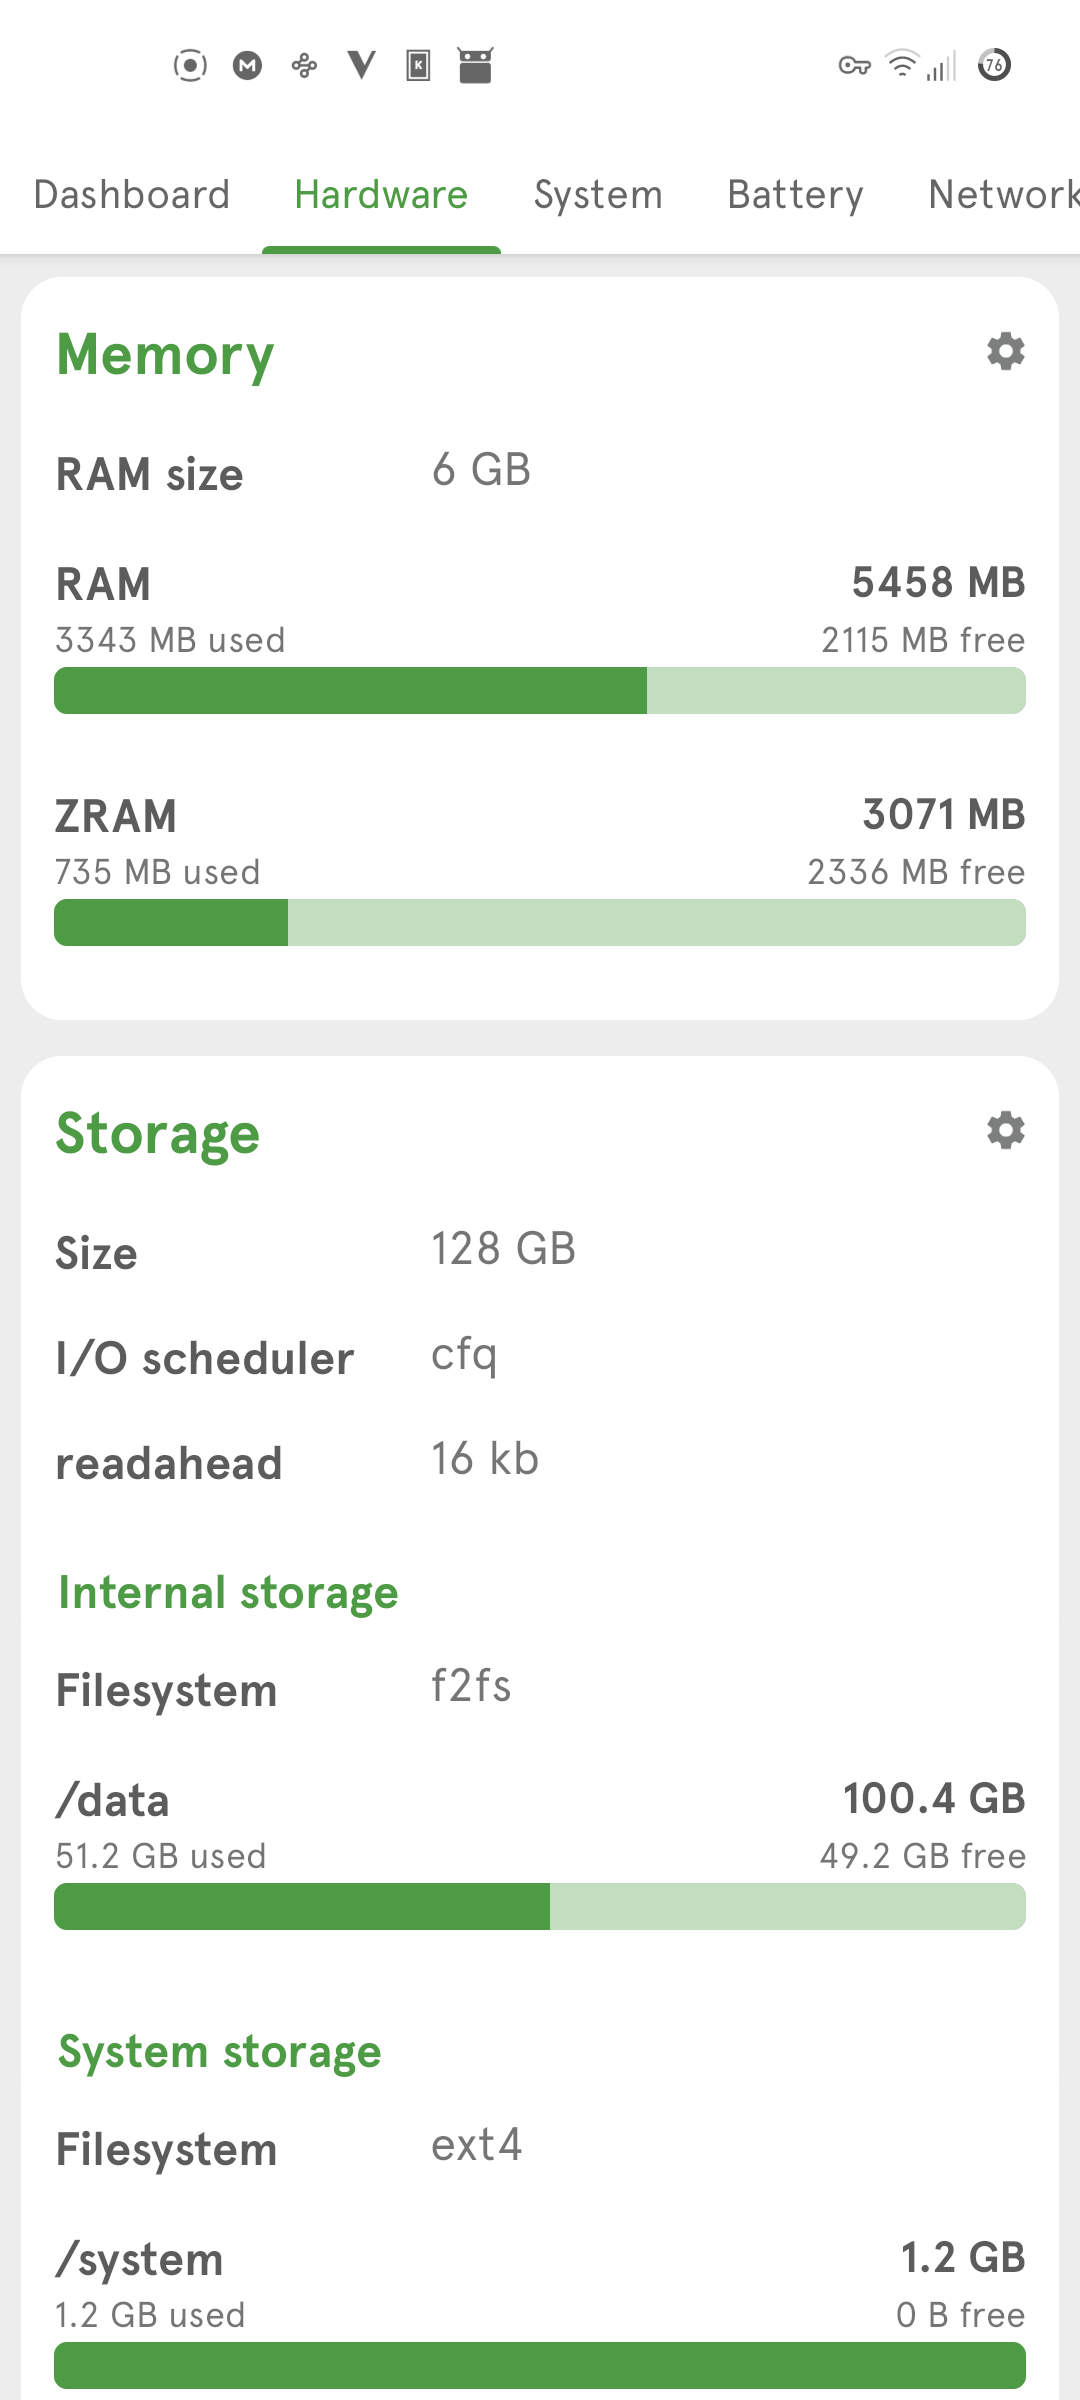 76
Dashboard Hardware System Battery Network
Memory
RAM size 6 GB
RAM 5458 MB
3343 MB used 2115 MB free
ZRAM 3071 MB
735 MB used 2336 MB free
Storage
Size 128 GB
I/O scheduler cfq
readahead 16 kb
Internal storage
Filesystem f2fs
/data 100.4 GB
51.2 GB used 49.2 GB free
System storage
Filesystem ext4
/system 1.2 GB
1.2 GB used 0 B free